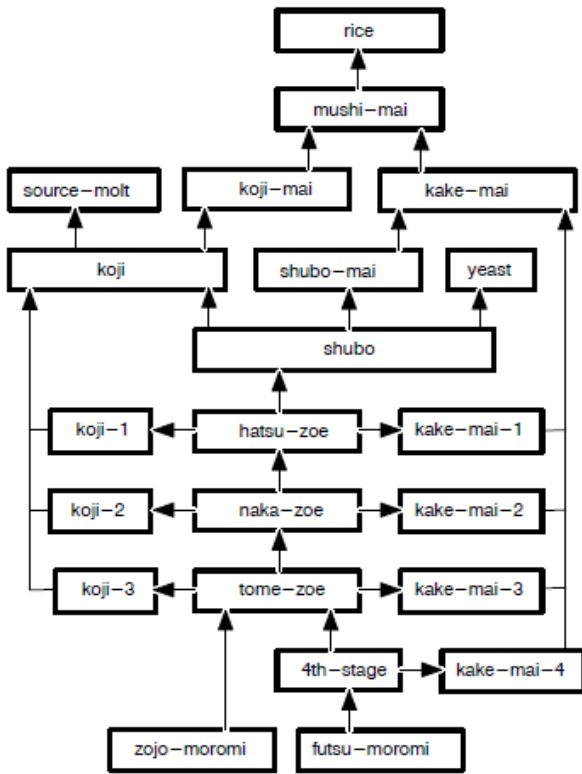 rice
mushi-mai
source-molt
koji-mai
kake-mai
koji
shubo-mai
yeast
shubo
koji-1
hatsu-zoe
kake-mai-1
koji-2
naka-zoe
kake-mai-2
koji-3
tome-zoe
kake-mai-3
4th-stage
kake-mai-4
zojo-moromi
futsu-moromi